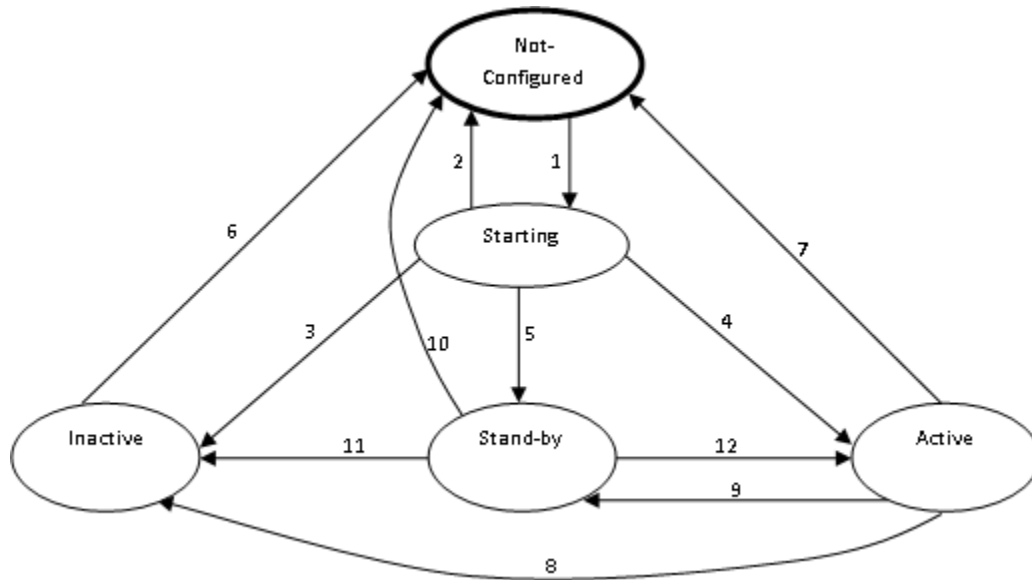 Not-
Configured
2
1
Starting
6
7
3
5
4
10
Inactive
Stand-by
Active
11
12
9
8